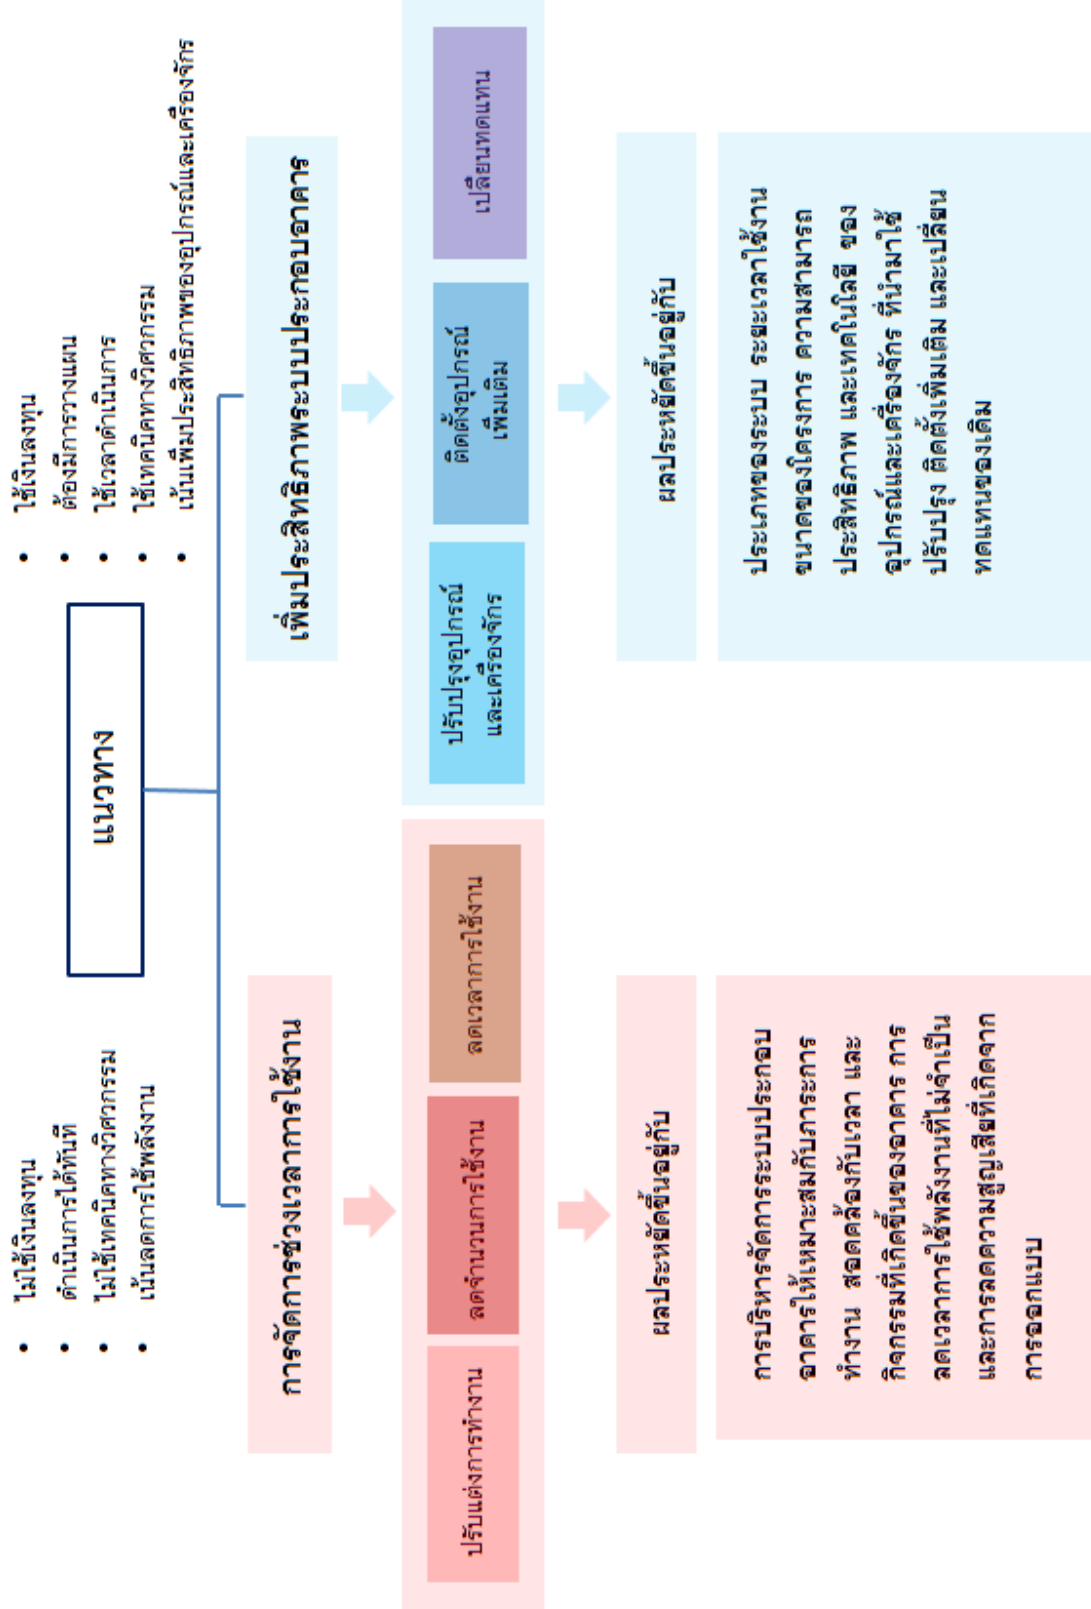 แนวทาง
ไม่ใช้เงินลงทุน
ดำเนินการได้ทันที
ไม่ใช้เทคนิคทางวิศวกรรม
เน้นลดการใช้พลังงาน
ใช้เงินลงทุน
ต้องมีการวางแผน
ใช้เวลาดำเนินการ
ใช้เทคนิคทางวิศวกรรม
เน้นเพิ่มประสิทธิภาพของอุปกรณ์และเครื่องจักร
การจัดการช่วงเวลาการใช้งาน
ปรับแต่งการทำงาน
ลดจำนวนการใช้งาน
ลดเวลาการใช้งาน
ผลประหยัดขึ้นอยู่กับ
การบริหารจัดการระบบประกอบ
อาคารให้เหมาะสมกับภาระการ
ทำงาน สอดคล้องกับเวลา และ
กิจกรรมที่เกิดขึ้นของอาคาร การ
ลดเวลาการใช้พลังงานที่ไม่จำเป็น
และการลดความสูญเสียที่เกิดจาก
การออกแบบ
เพิ่มประสิทธิภาพระบบประกอบอาคาร
ปรับปรุงอุปกรณ์
และเครื่องจักร
ติดตั้งอุปกรณ์
เพิ่มเติม
เปลี่ยนทดแทน
ผลประหยัดขึ้นอยู่กับ
ประเภทของระบบ ระยะเวลาใช้งาน
ขนาดของโครงการ ความสามารถ
ประสิทธิภาพ และเทคโนโลยี ของ
อุปกรณ์และเครื่องจักร ที่นำมาใช้
ปรับปรุง ติดตั้งเพิ่มเติม และเปลี่ยน
ทดแทนของเดิม